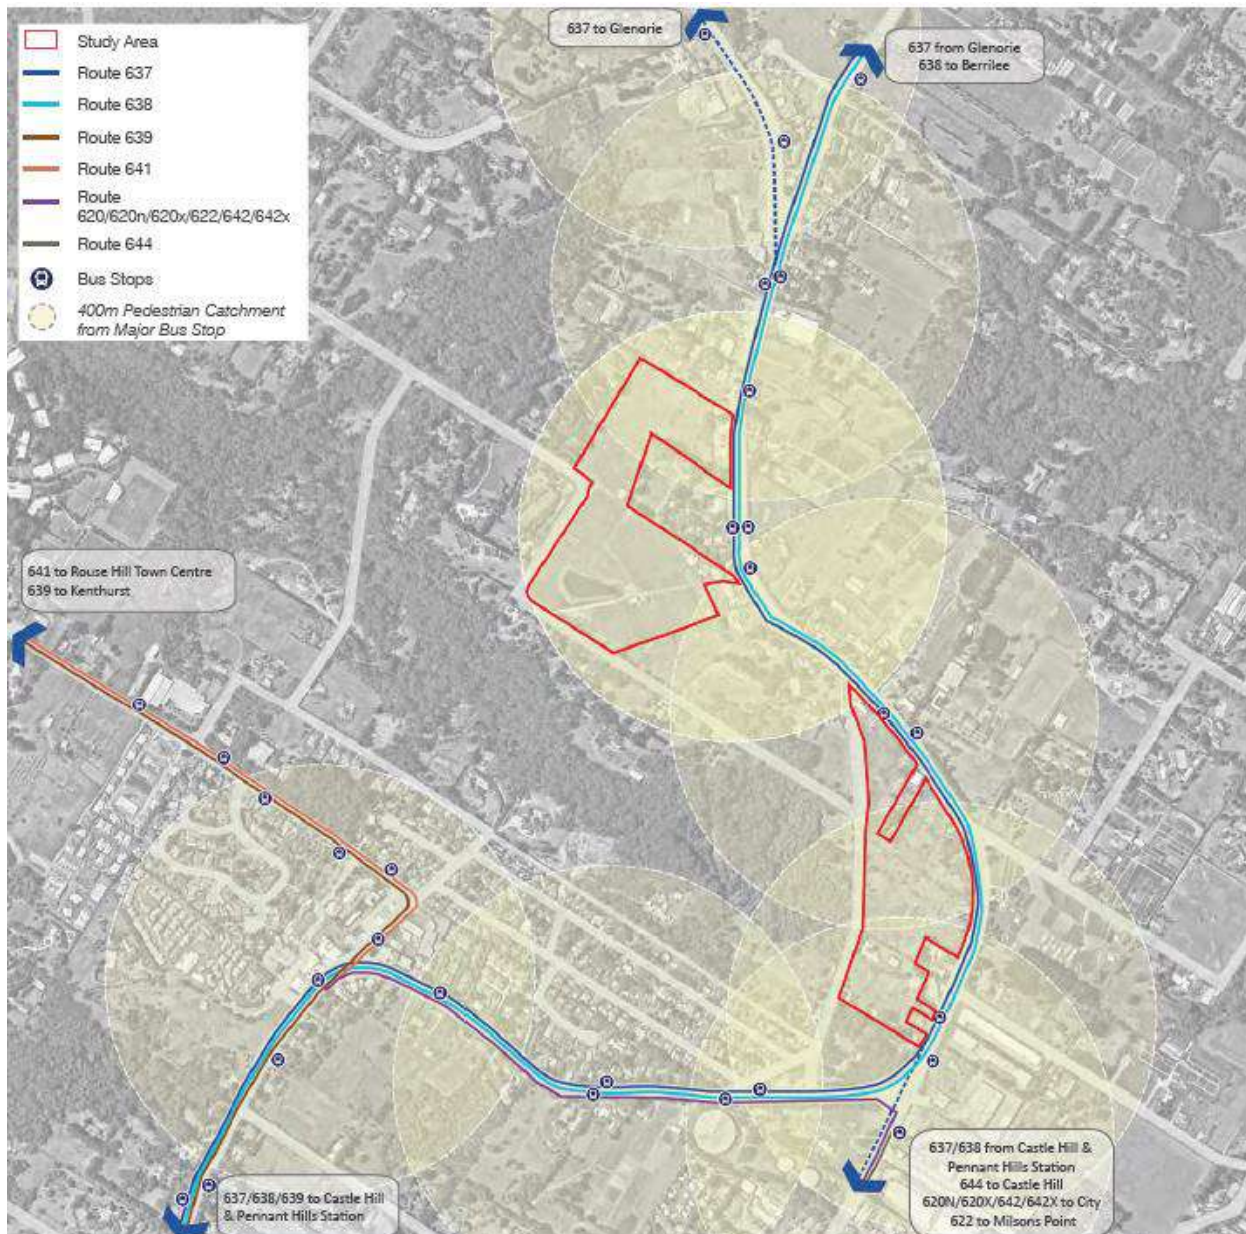 637 to Glenorie
637 from Glenorie
638 to Berrilee
Study Area
Route 637
Route 638
Route 639
Route 641
Route
620/620n/620x/622/642/642x
Route 644
Bus Stops
400m Pedestrian Catchment
from Major Bus Stop
641 to Rouse Hill Town Centre
639 to Kenthurst
637/638/639 to Castle Hill
& Pennant Hills Station
637/638 from Castle Hill &
Pennant Hills Station
644 to Castle Hill
620N/620X/642/642X to City
622 to Milsons Point